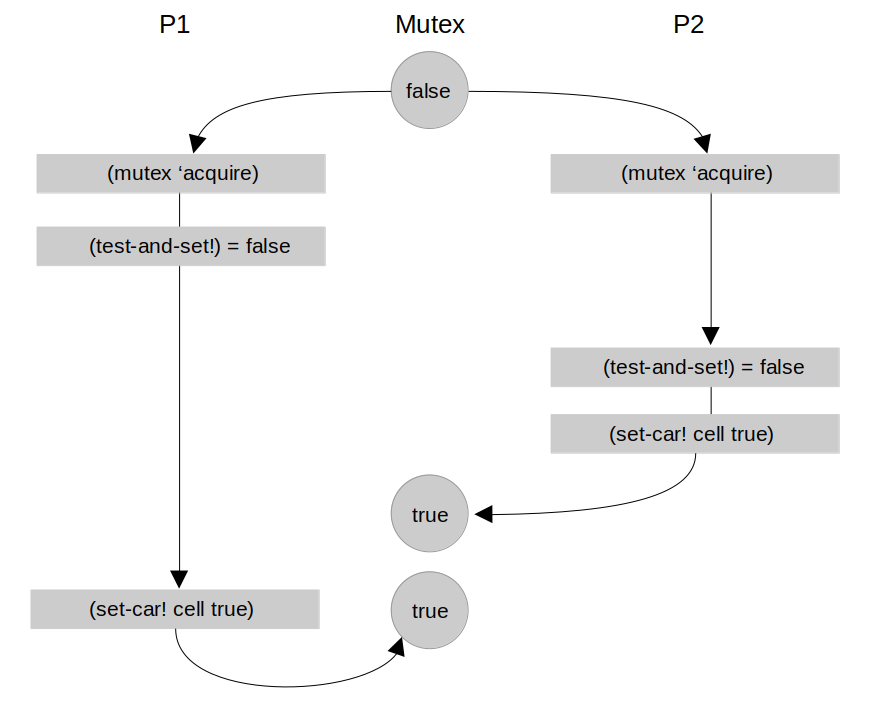 P1 Mutex P2
false
(mutex ‘acquire) (mutex ‘acquire)
(test-and-set!) = false
(test-and-set!) = false
(set-car! cell true)
true
(set-car! cell true) true